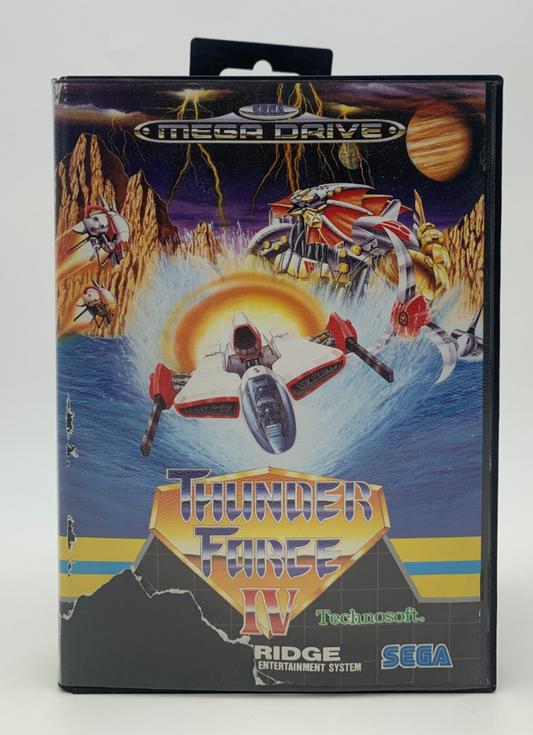 SEGA
MEGA DRIVE
THUNDER
FORCE
IV
Technosoft.
RIDGE
ENTERTAINMENT SYSTEM
SEGA